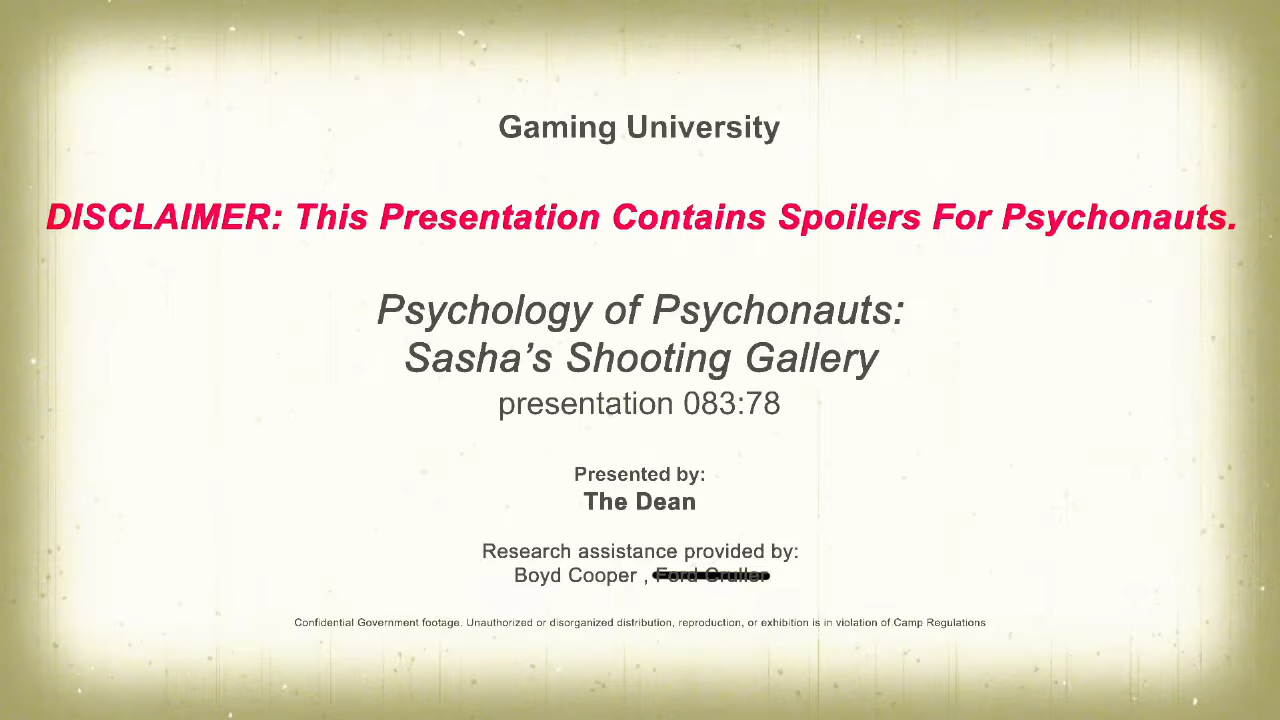 Gaming University
DISCLAIMER: This Presentation Contains Spoilers For Psychonauts.
Psychology of Psychonauts:
Sasha's Shooting Gallery
presentation 083:78
Presented by:
The Dean
Research assistance provided by:
Boyd Cooper , Ford Cruller
Confidential Government footage. Unauthorized or disorganized distribution, reproduction, or exhibition is in violation of Camp Regulations